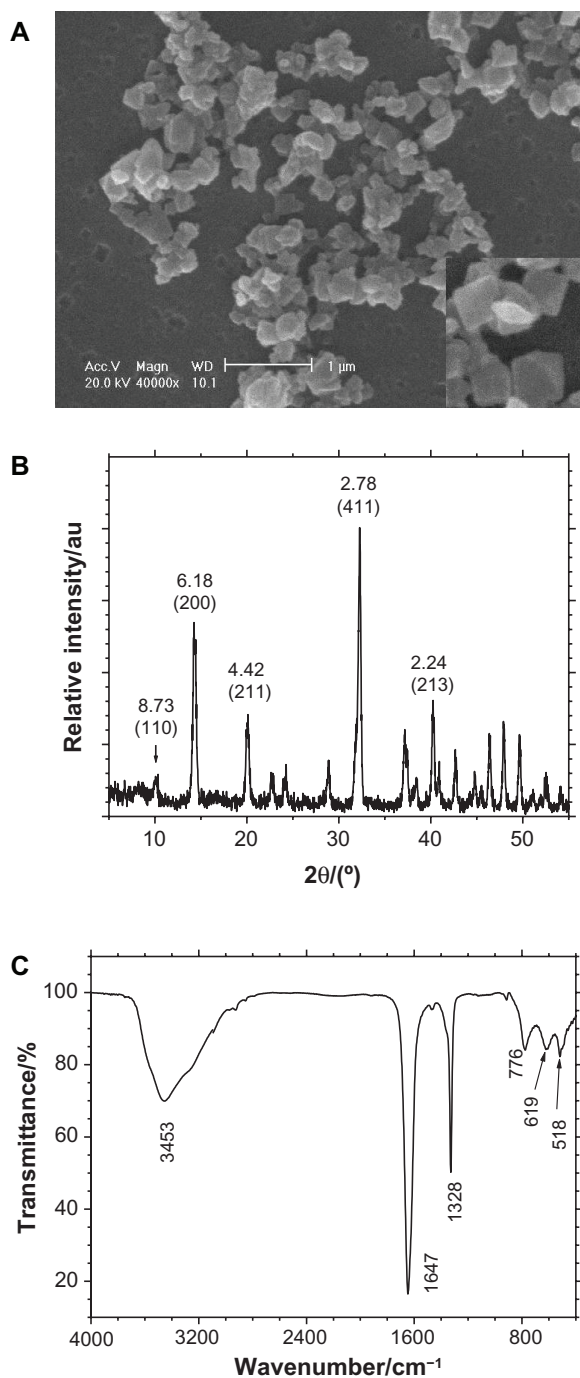 A
Acc.V Magn WD
20.0 kV 40000x 10.1
1 μm
B
Relative intensity/au
2.78
(411)
6.18
(200)
4.42
(211)
2.24
(213)
8.73
(110)
10 20 30 40 50
2θ/(º)
C
Transmittance/%
100
80
60
40
20
3453
1647
1328
776
619
518
4000 3200 2400 1600 800
Wavenumber/cm⁻¹